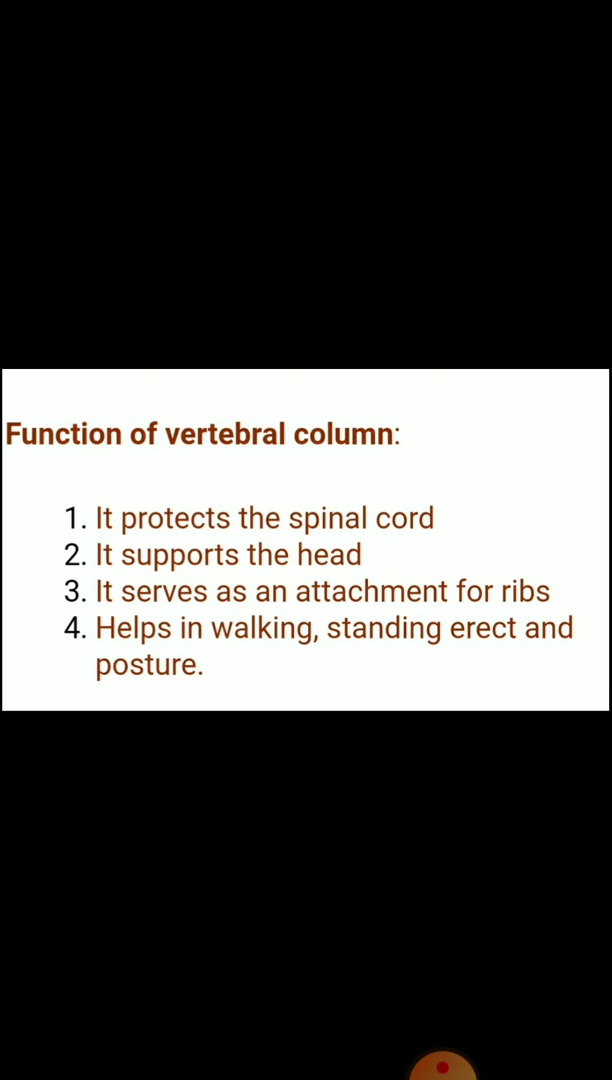 Function of vertebral column:
1. It protects the spinal cord
2. It supports the head
3. It serves as an attachment for ribs
4. Helps in walking, standing erect and
posture.